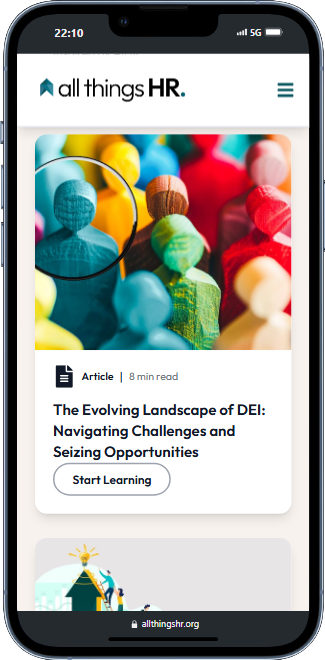 22:10
5G
all things HR.
Article | 8 min read
The Evolving Landscape of DEI:
Navigating Challenges and
Seizing Opportunities
Start Learning
allthingshr.org